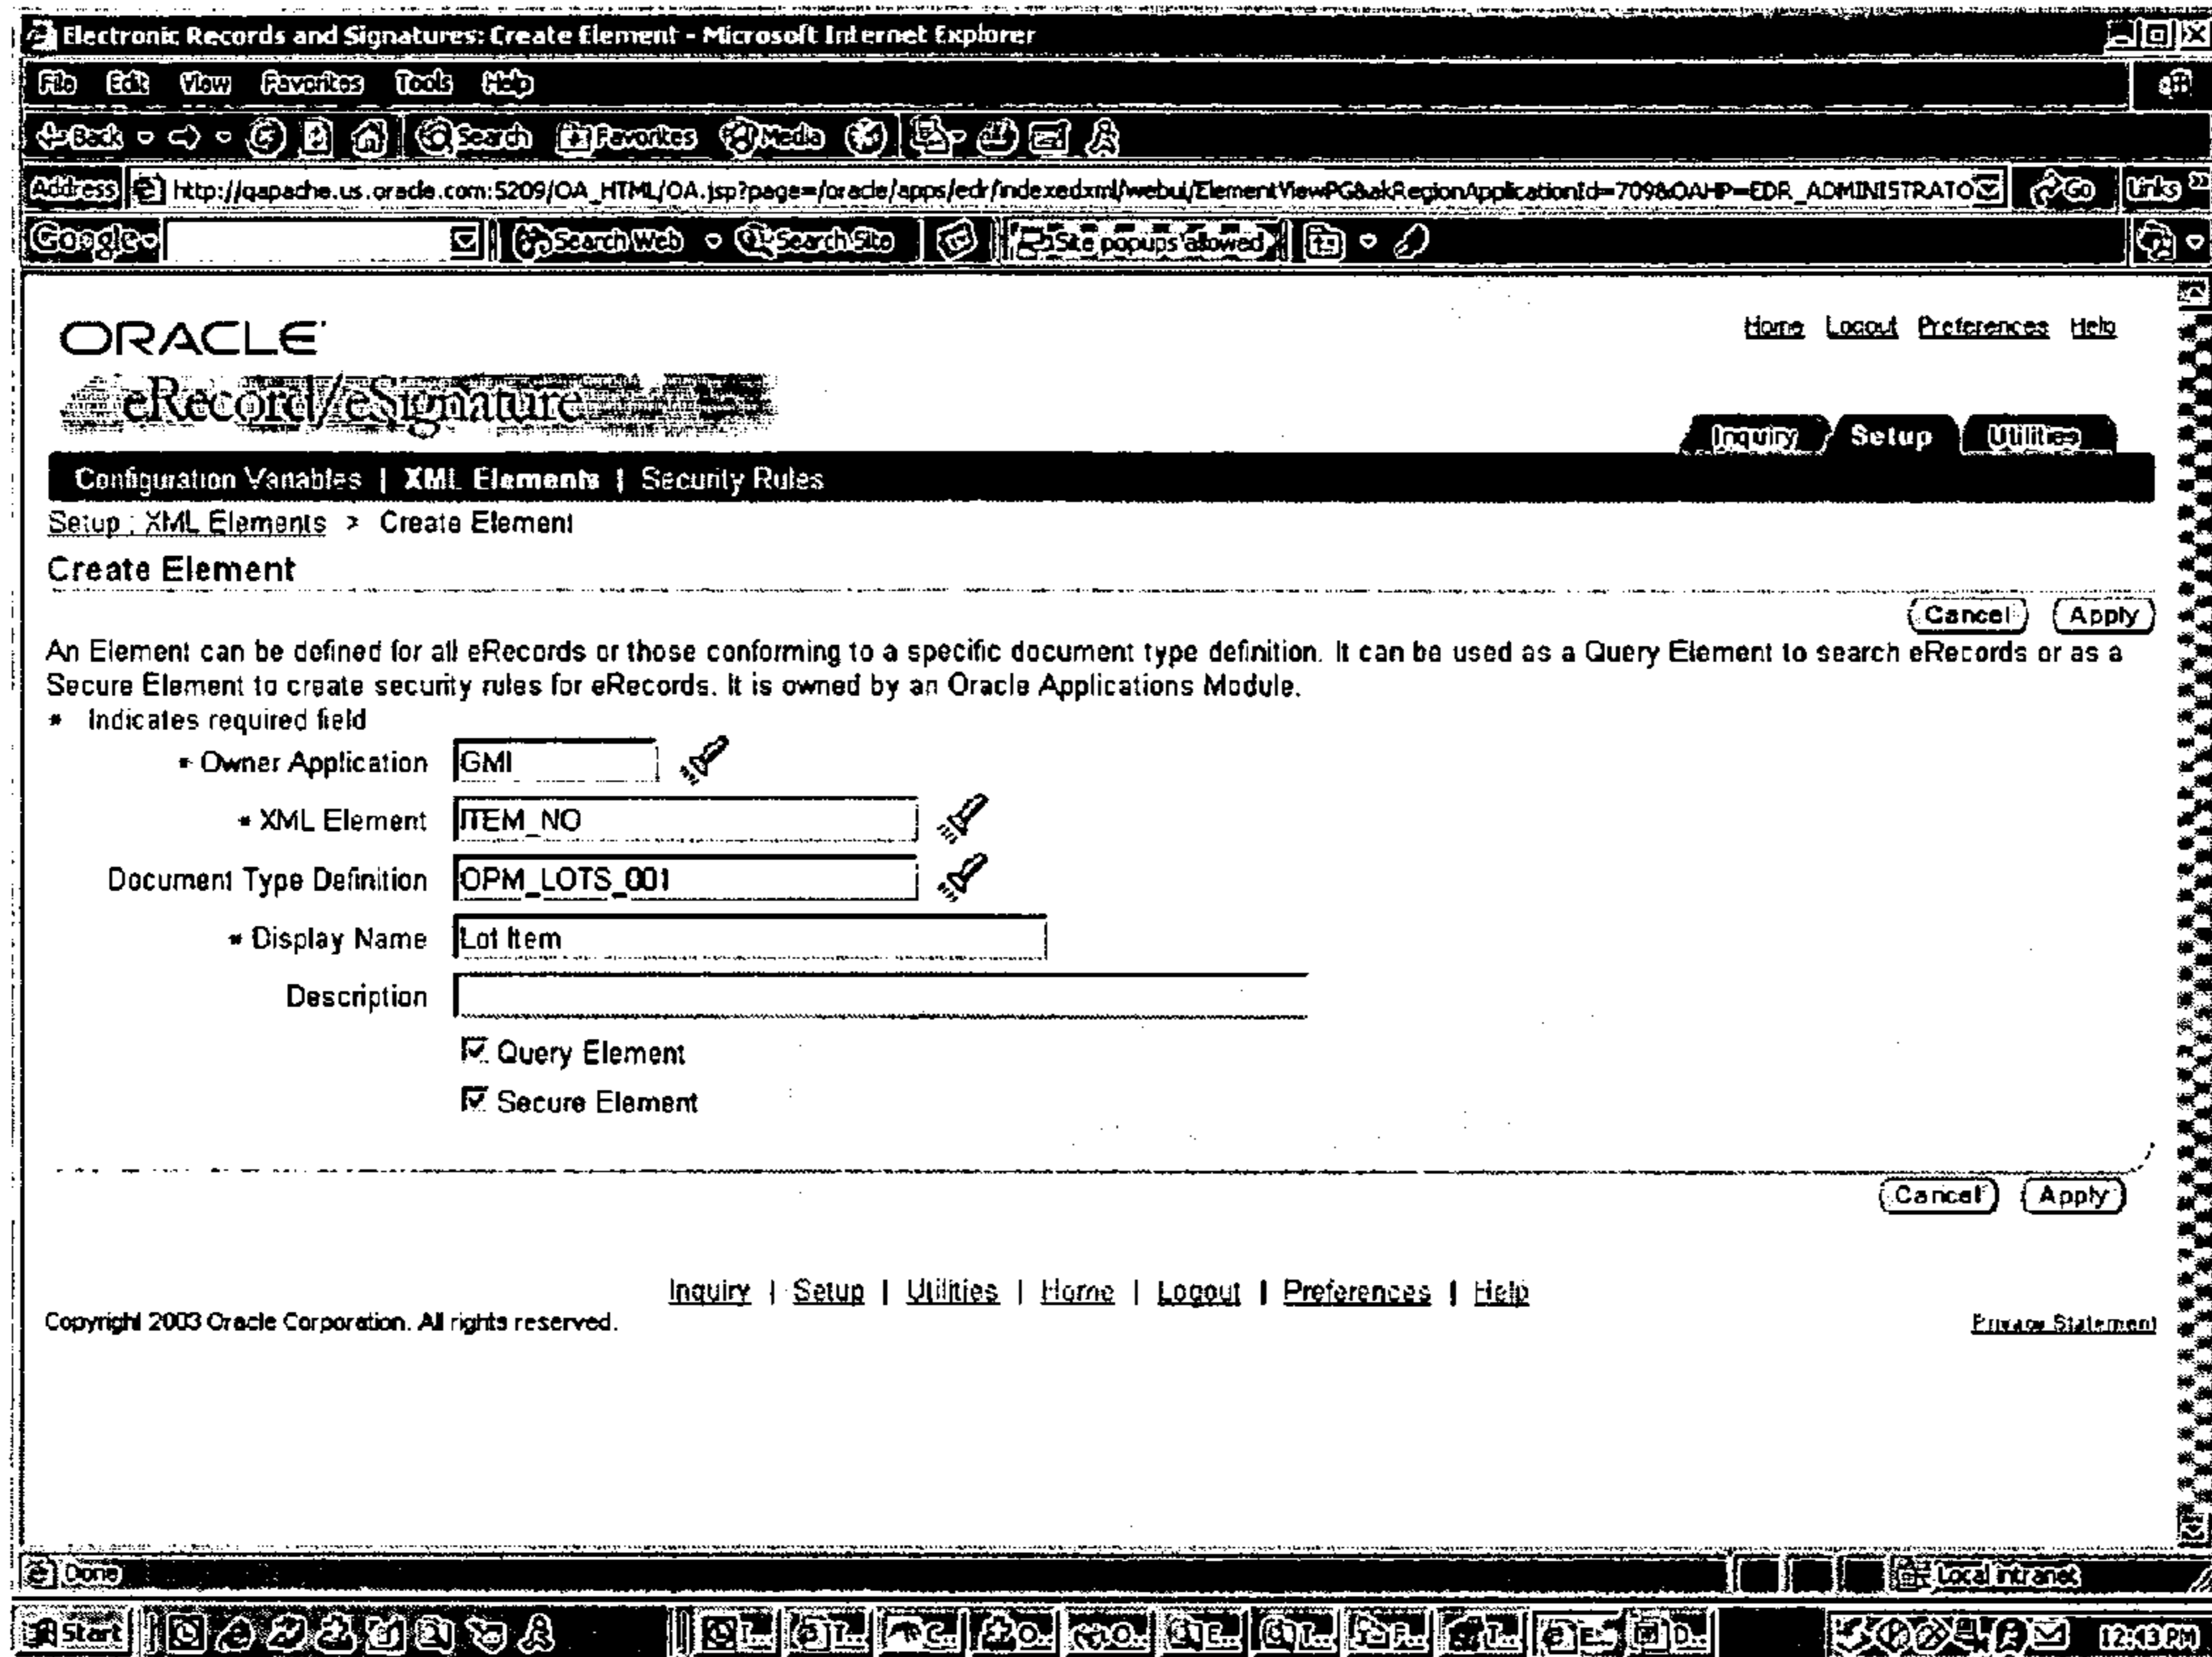 Electronic Records and Signatures: Create Element - Microsoft Internet Explorer
File Edit View Favorites Tools Help
Back Search Favorites Media
Address http://qapache.us.oracle.com:5209/OA_HTML/OA.jsp?page=/oracle/apps/edr/indexedxml/webui/ElementViewPG&akRegionApplicationId=709&OAHP=EDR_ADMINISTRATO Go Links »
Google Search Web Search Site Site popups allowed
ORACLE
Home Logout Preferences Help
eRecord/eSignature
Inquiry Setup Utilities
Configuration Variables | XML Elements | Security Rules
Setup : XML Elements > Create Element
Create Element
Cancel Apply
An Element can be defined for all eRecords or those conforming to a specific document type definition. It can be used as a Query Element to search eRecords or as a
Secure Element to create security rules for eRecords. It is owned by an Oracle Applications Module.
* Indicates required field
* Owner Application GMI
* XML Element ITEM_NO
Document Type Definition OPM_LOTS_001
* Display Name Lot Item
Description
Query Element
Secure Element
Cancel Apply
Inquiry | Setup | Utilities | Home | Logout | Preferences | Help
Copyright 2003 Oracle Corporation. All rights reserved. Privacy Statement
Done Local intranet
Start I... T... C... O... O... E... T... F... T... E... D... 12:43 PM